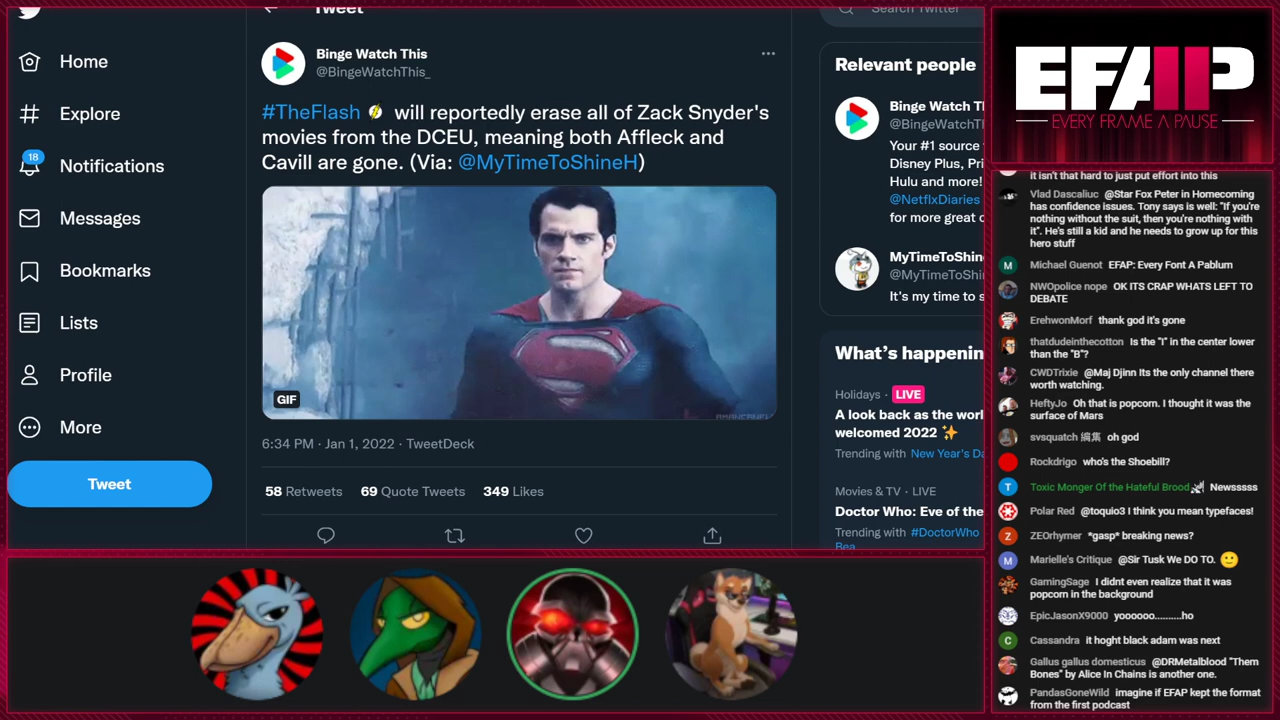 Home
Explore
18
Notifications
Messages
Bookmarks
Lists
Profile
More
Tweet
Tweet
Binge Watch This
@BingeWatchThis_
#TheFlash will reportedly erase all of Zack Snyder's
movies from the DCEU, meaning both Affleck and
Cavill are gone. (Via: @MyTimeToShineH)
GIF
6:34 PM · Jan 1, 2022 · TweetDeck
58 Retweets 69 Quote Tweets 349 Likes
Search Twitter
Relevant people
Binge Watch Th
@BingeWatchTh
Your #1 source
Disney Plus, Pri
Hulu and more!
@NetflxDiaries
for more great c
MyTimeToShin
@MyTimeToShin
It's my time to s
What's happenin
Holidays · LIVE
A look back as the worl
welcomed 2022 ✨
Trending with New Year's Da
Movies & TV · LIVE
Doctor Who: Eve of the
Trending with #DoctorWho
Rea
EFAP
EVERY FRAME A PAUSE
it isn't that hard to just put effort into this
Vlad Dascaliuc @Star Fox Peter in Homecoming
has confidence issues. Tony says is well: "If you're
nothing without the suit, then you're nothing with
it". He's still a kid and he needs to grow up for this
hero stuff
M Michael Guenot EFAP: Every Font A Pablum
NWOpolice nope OK ITS CRAP WHATS LEFT TO
DEBATE
ErehwonMorf thank god it's gone
thatdudeinthecotton Is the "I" in the center lower
than the "B"?
CWDTrixie @Maj Djinn Its the only channel there
worth watching.
HeftyJo Oh that is popcorn. I thought it was the
surface of Mars
svsquatch 編集 oh god
Rockdrigo who's the Shoebill?
T Toxic Monger Of the Hateful Brood Newsssss
Polar Red @toquio3 I think you mean typefaces!
Z ZEOrhymer *gasp* breaking news?
M Marielle's Critique @Sir Tusk We DO TO. 🙂
GamingSage I didnt even realize that it was
popcorn in the background
EpicJasonX9000 yoooooo..........ho
C Cassandra it hoght black adam was next
Gallus gallus domesticus @DRMetalblood "Them
Bones" by Alice In Chains is another one.
PandasGoneWild imagine if EFAP kept the format
from the first podcast